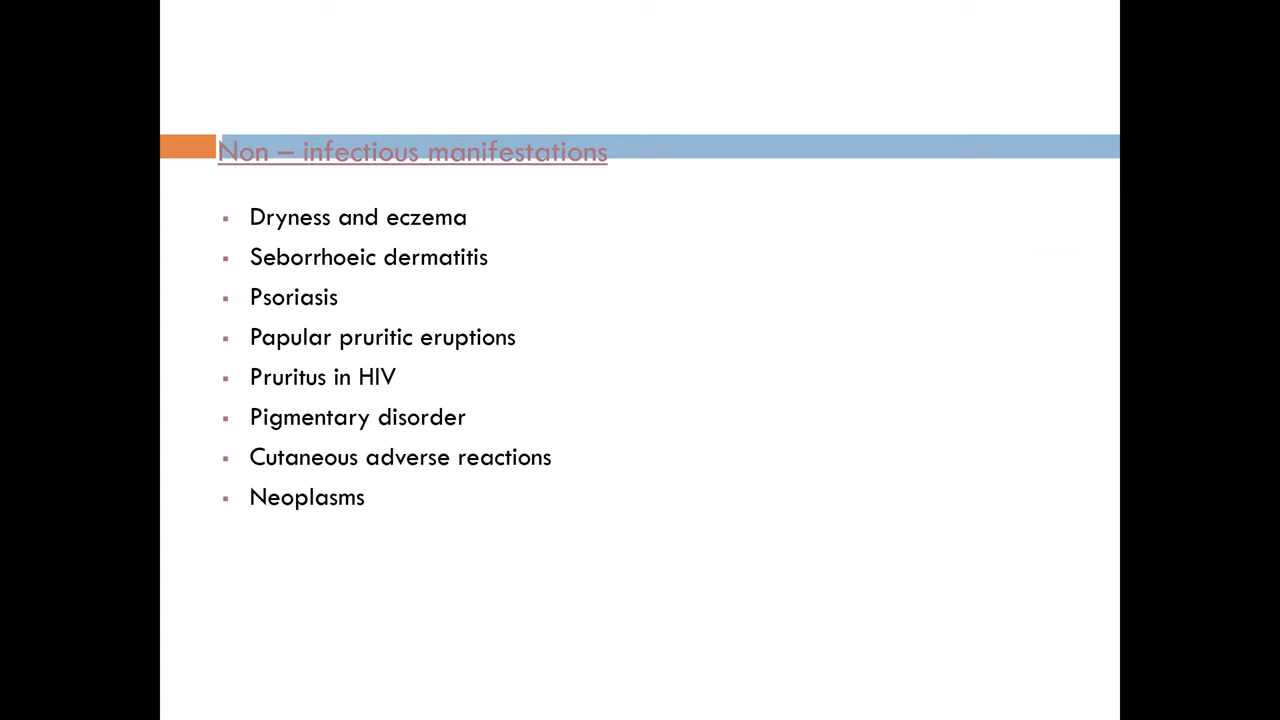 Non – infectious manifestations
▪ Dryness and eczema
▪ Seborrhoeic dermatitis
▪ Psoriasis
▪ Papular pruritic eruptions
▪ Pruritus in HIV
▪ Pigmentary disorder
▪ Cutaneous adverse reactions
▪ Neoplasms